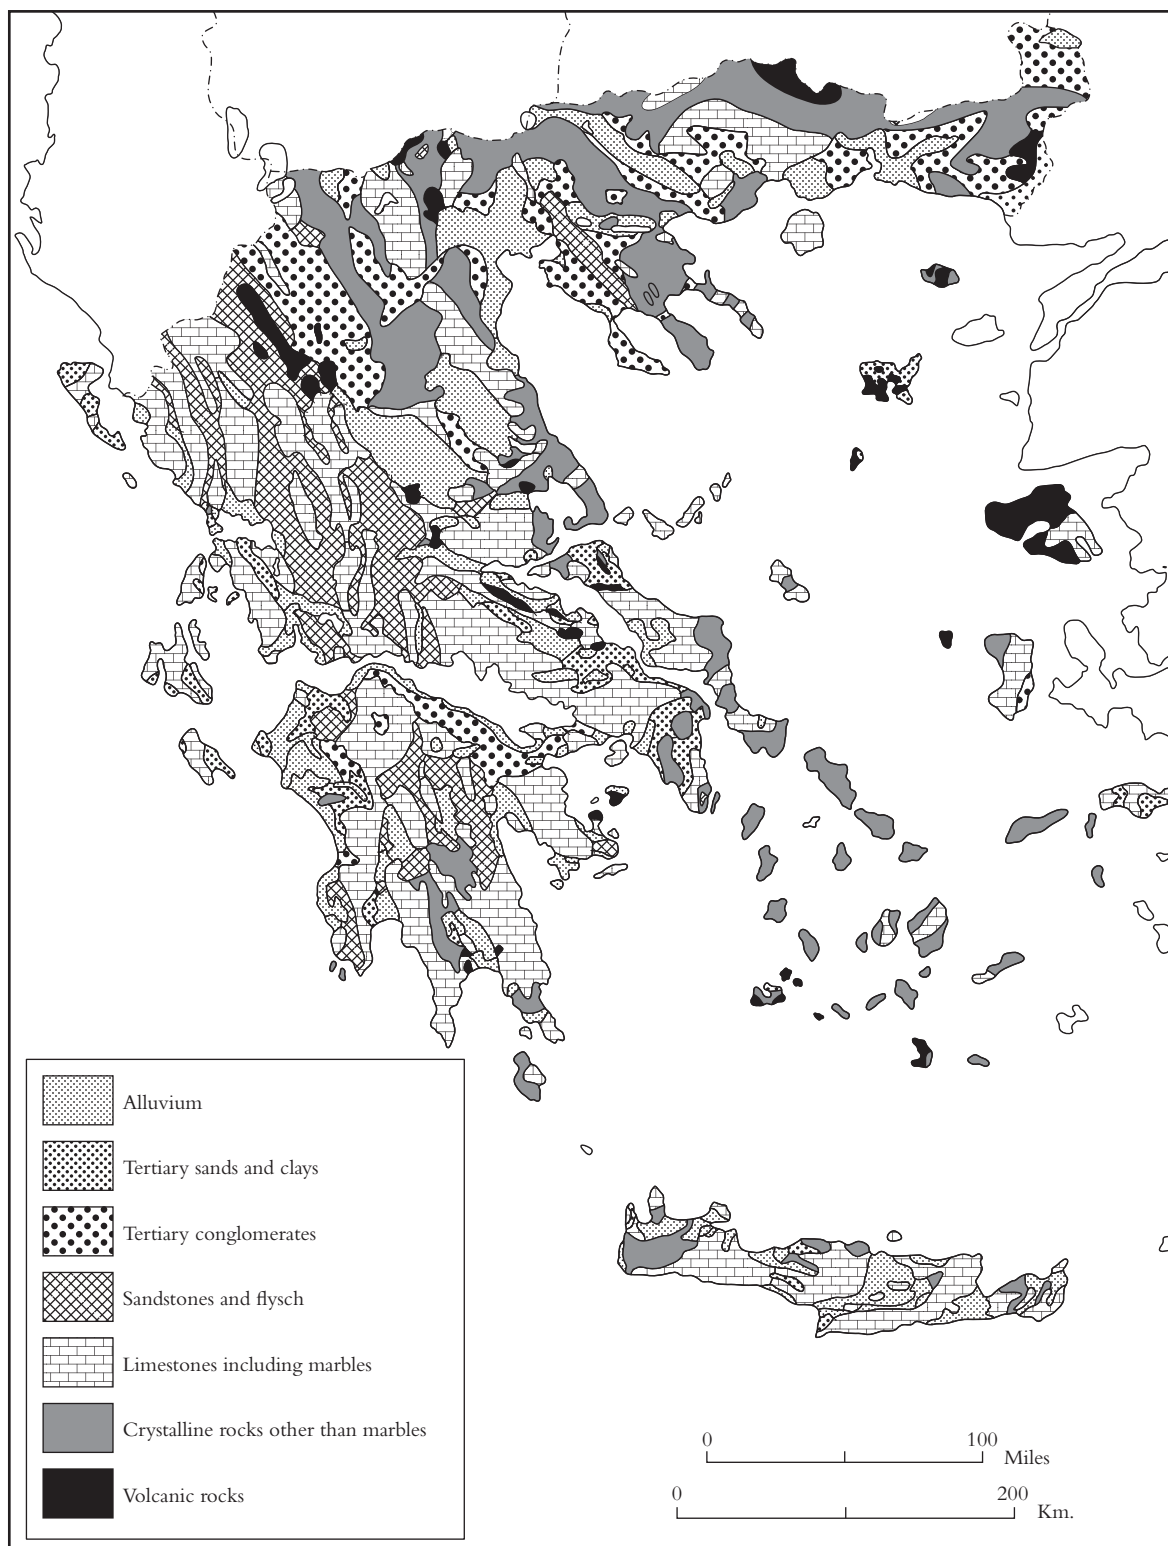 Alluvium
Tertiary sands and clays
Tertiary conglomerates
Sandstones and flysch
Limestones including marbles
Crystalline rocks other than marbles
Volcanic rocks
0 100
Miles
0 200
Km.